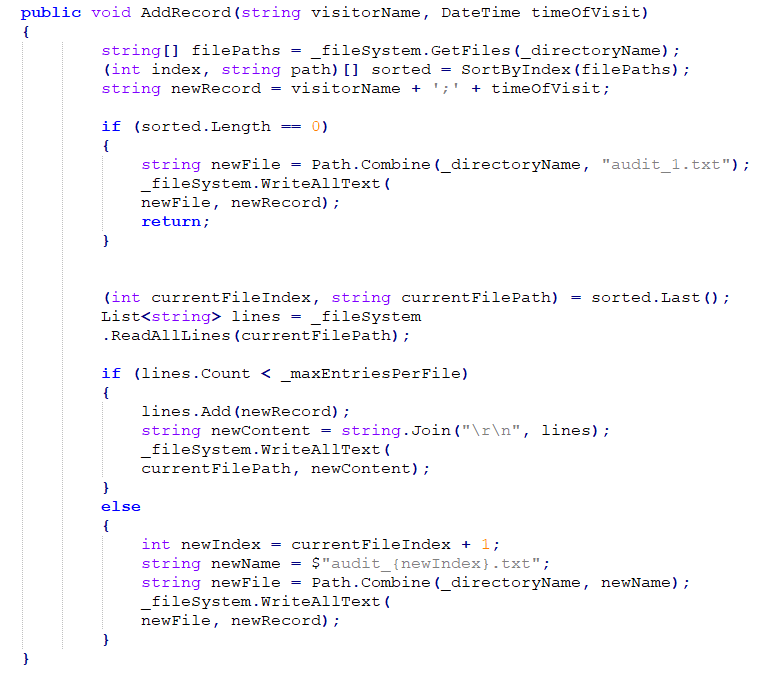 public void AddRecord(string visitorName, DateTime timeOfVisit)
{
string[] filePaths = _fileSystem.GetFiles(_directoryName);
(int index, string path)[] sorted = SortByIndex(filePaths);
string newRecord = visitorName + ';' + timeOfVisit;
if (sorted.Length == 0)
{
string newFile = Path.Combine(_directoryName, "audit_1.txt");
_fileSystem.WriteAllText(
newFile, newRecord);
return;
}
(int currentFileIndex, string currentFilePath) = sorted.Last();
List<string> lines = _fileSystem
.ReadAllLines(currentFilePath);
if (lines.Count < _maxEntriesPerFile)
{
lines.Add(newRecord);
string newContent = string.Join("\r\n", lines);
_fileSystem.WriteAllText(
currentFilePath, newContent);
}
else
{
int newIndex = currentFileIndex + 1;
string newName = $"audit_{newIndex}.txt";
string newFile = Path.Combine(_directoryName, newName);
_fileSystem.WriteAllText(
newFile, newRecord);
}
}